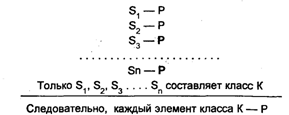 S₁ — P
S₂ — P
S₃ — P
..........................................
Sn — P
Только S₁, S₂, S₃ .... Sₙ составляет класс К
Следовательно, каждый элемент класса К — Р